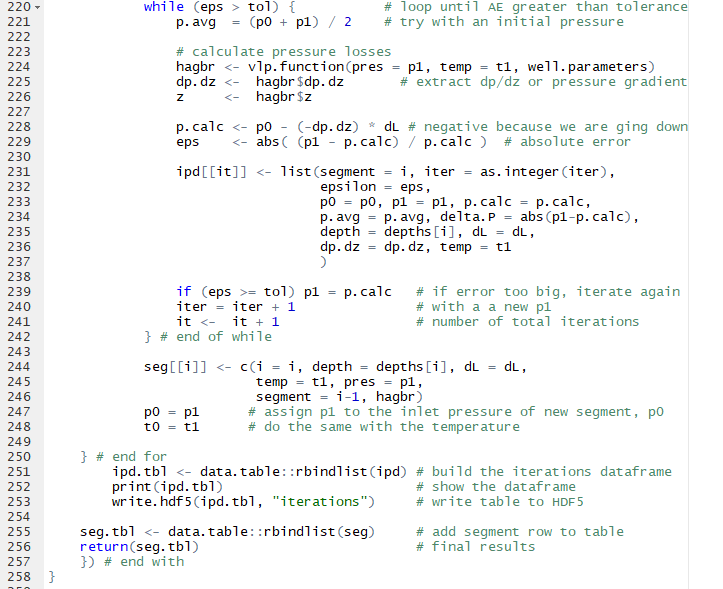 220 while (eps > tol) { # loop until AE greater than tolerance
221 p.avg = (p0 + p1) / 2 # try with an initial pressure
222
223 # calculate pressure losses
224 hagbr <- vlp.function(pres = p1, temp = t1, well.parameters)
225 dp.dz <- hagbr$dp.dz # extract dp/dz or pressure gradient
226 z <- hagbr$z
227
228 p.calc <- p0 - (-dp.dz) * dL # negative because we are ging down
229 eps <- abs( (p1 - p.calc) / p.calc ) # absolute error
230
231 ipd[[it]] <- list(segment = i, iter = as.integer(iter),
232 epsilon = eps,
233 p0 = p0, p1 = p1, p.calc = p.calc,
234 p.avg = p.avg, delta.P = abs(p1-p.calc),
235 depth = depths[i], dL = dL,
236 dp.dz = dp.dz, temp = t1
237 )
238
239 if (eps >= tol) p1 = p.calc # if error too big, iterate again
240 iter = iter + 1 # with a a new p1
241 it <- it + 1 # number of total iterations
242 } # end of while
243
244 seg[[i]] <- c(i = i, depth = depths[i], dL = dL,
245 temp = t1, pres = p1,
246 segment = i-1, hagbr)
247 p0 = p1 # assign p1 to the inlet pressure of new segment, p0
248 t0 = t1 # do the same with the temperature
249
250 } # end for
251 ipd.tbl <- data.table::rbindlist(ipd) # build the iterations dataframe
252 print(ipd.tbl) # show the dataframe
253 write.hdf5(ipd.tbl, "iterations") # write table to HDF5
254
255 seg.tbl <- data.table::rbindlist(seg) # add segment row to table
256 return(seg.tbl) # final results
257 }) # end with
258 }